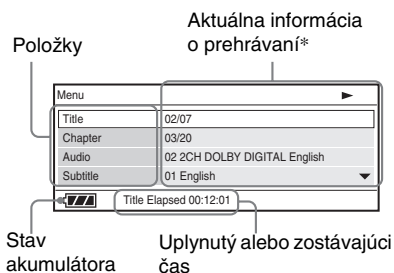 Aktuálna informácia
o prehrávaní*
Položky
Menu
Title 02/07
Chapter 03/20
Audio 02 2CH DOLBY DIGITAL English
Subtitle 01 English
Title Elapsed 00:12:01
Stav
akumulátora
Uplynutý alebo zostávajúci
čas